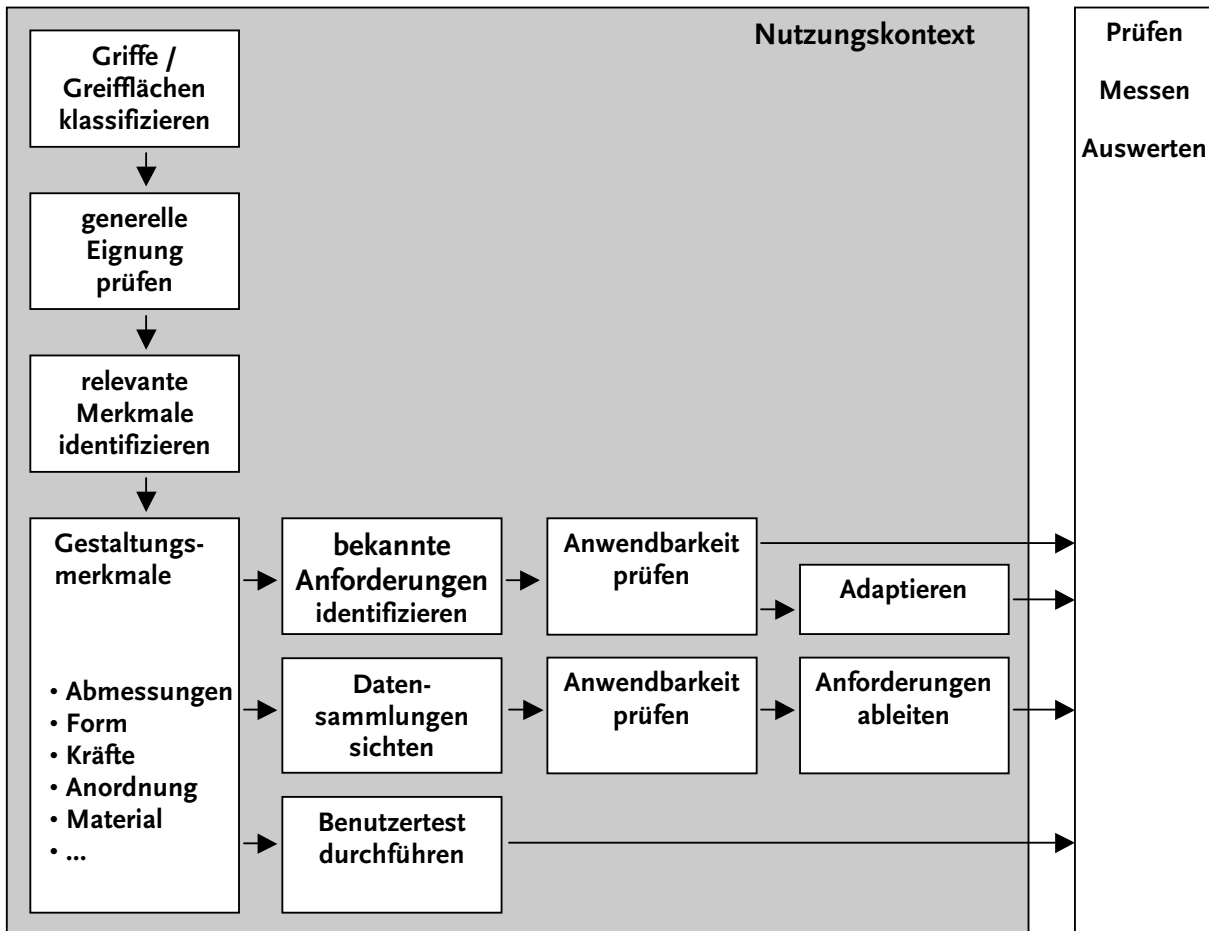 Nutzungskontext
Griffe /
Greifflächen
klassifizieren
generelle
Eignung
prüfen
relevante
Merkmale
identifizieren
Gestaltungs-
merkmale
• Abmessungen
• Form
• Kräfte
• Anordnung
• Material
• ...
bekannte
Anforderungen
identifizieren
Anwendbarkeit
prüfen
Adaptieren
Daten-
sammlungen
sichten
Anwendbarkeit
prüfen
Anforderungen
ableiten
Benutzertest
durchführen
Prüfen
Messen
Auswerten